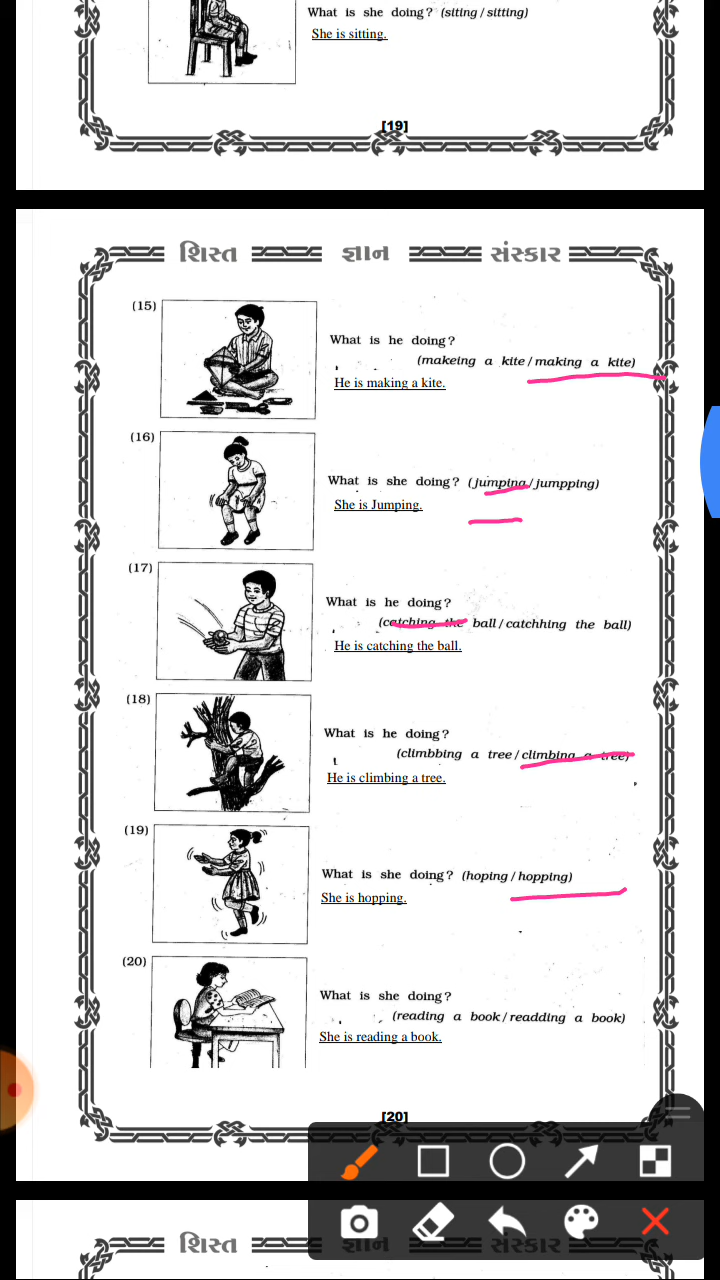 What is she doing? (siting / sitting)
She is sitting.
[19]
શિસ્ત જ્ઞાન સંસ્કાર
(15)
What is he doing?
(makeing a kite / making a kite)
He is making a kite.
(16)
What is she doing? (jumping / jumpping)
She is Jumping.
(17)
What is he doing?
(catching the ball / catchhing the ball)
He is catching the ball.
(18)
What is he doing?
(climbbing a tree / climbing a tree)
He is climbing a tree.
(19)
What is she doing? (hoping / hopping)
She is hopping.
(20)
What is she doing?
(reading a book / readding a book)
She is reading a book.
[20]
શિસ્ત જ્ઞાન સંસ્કાર